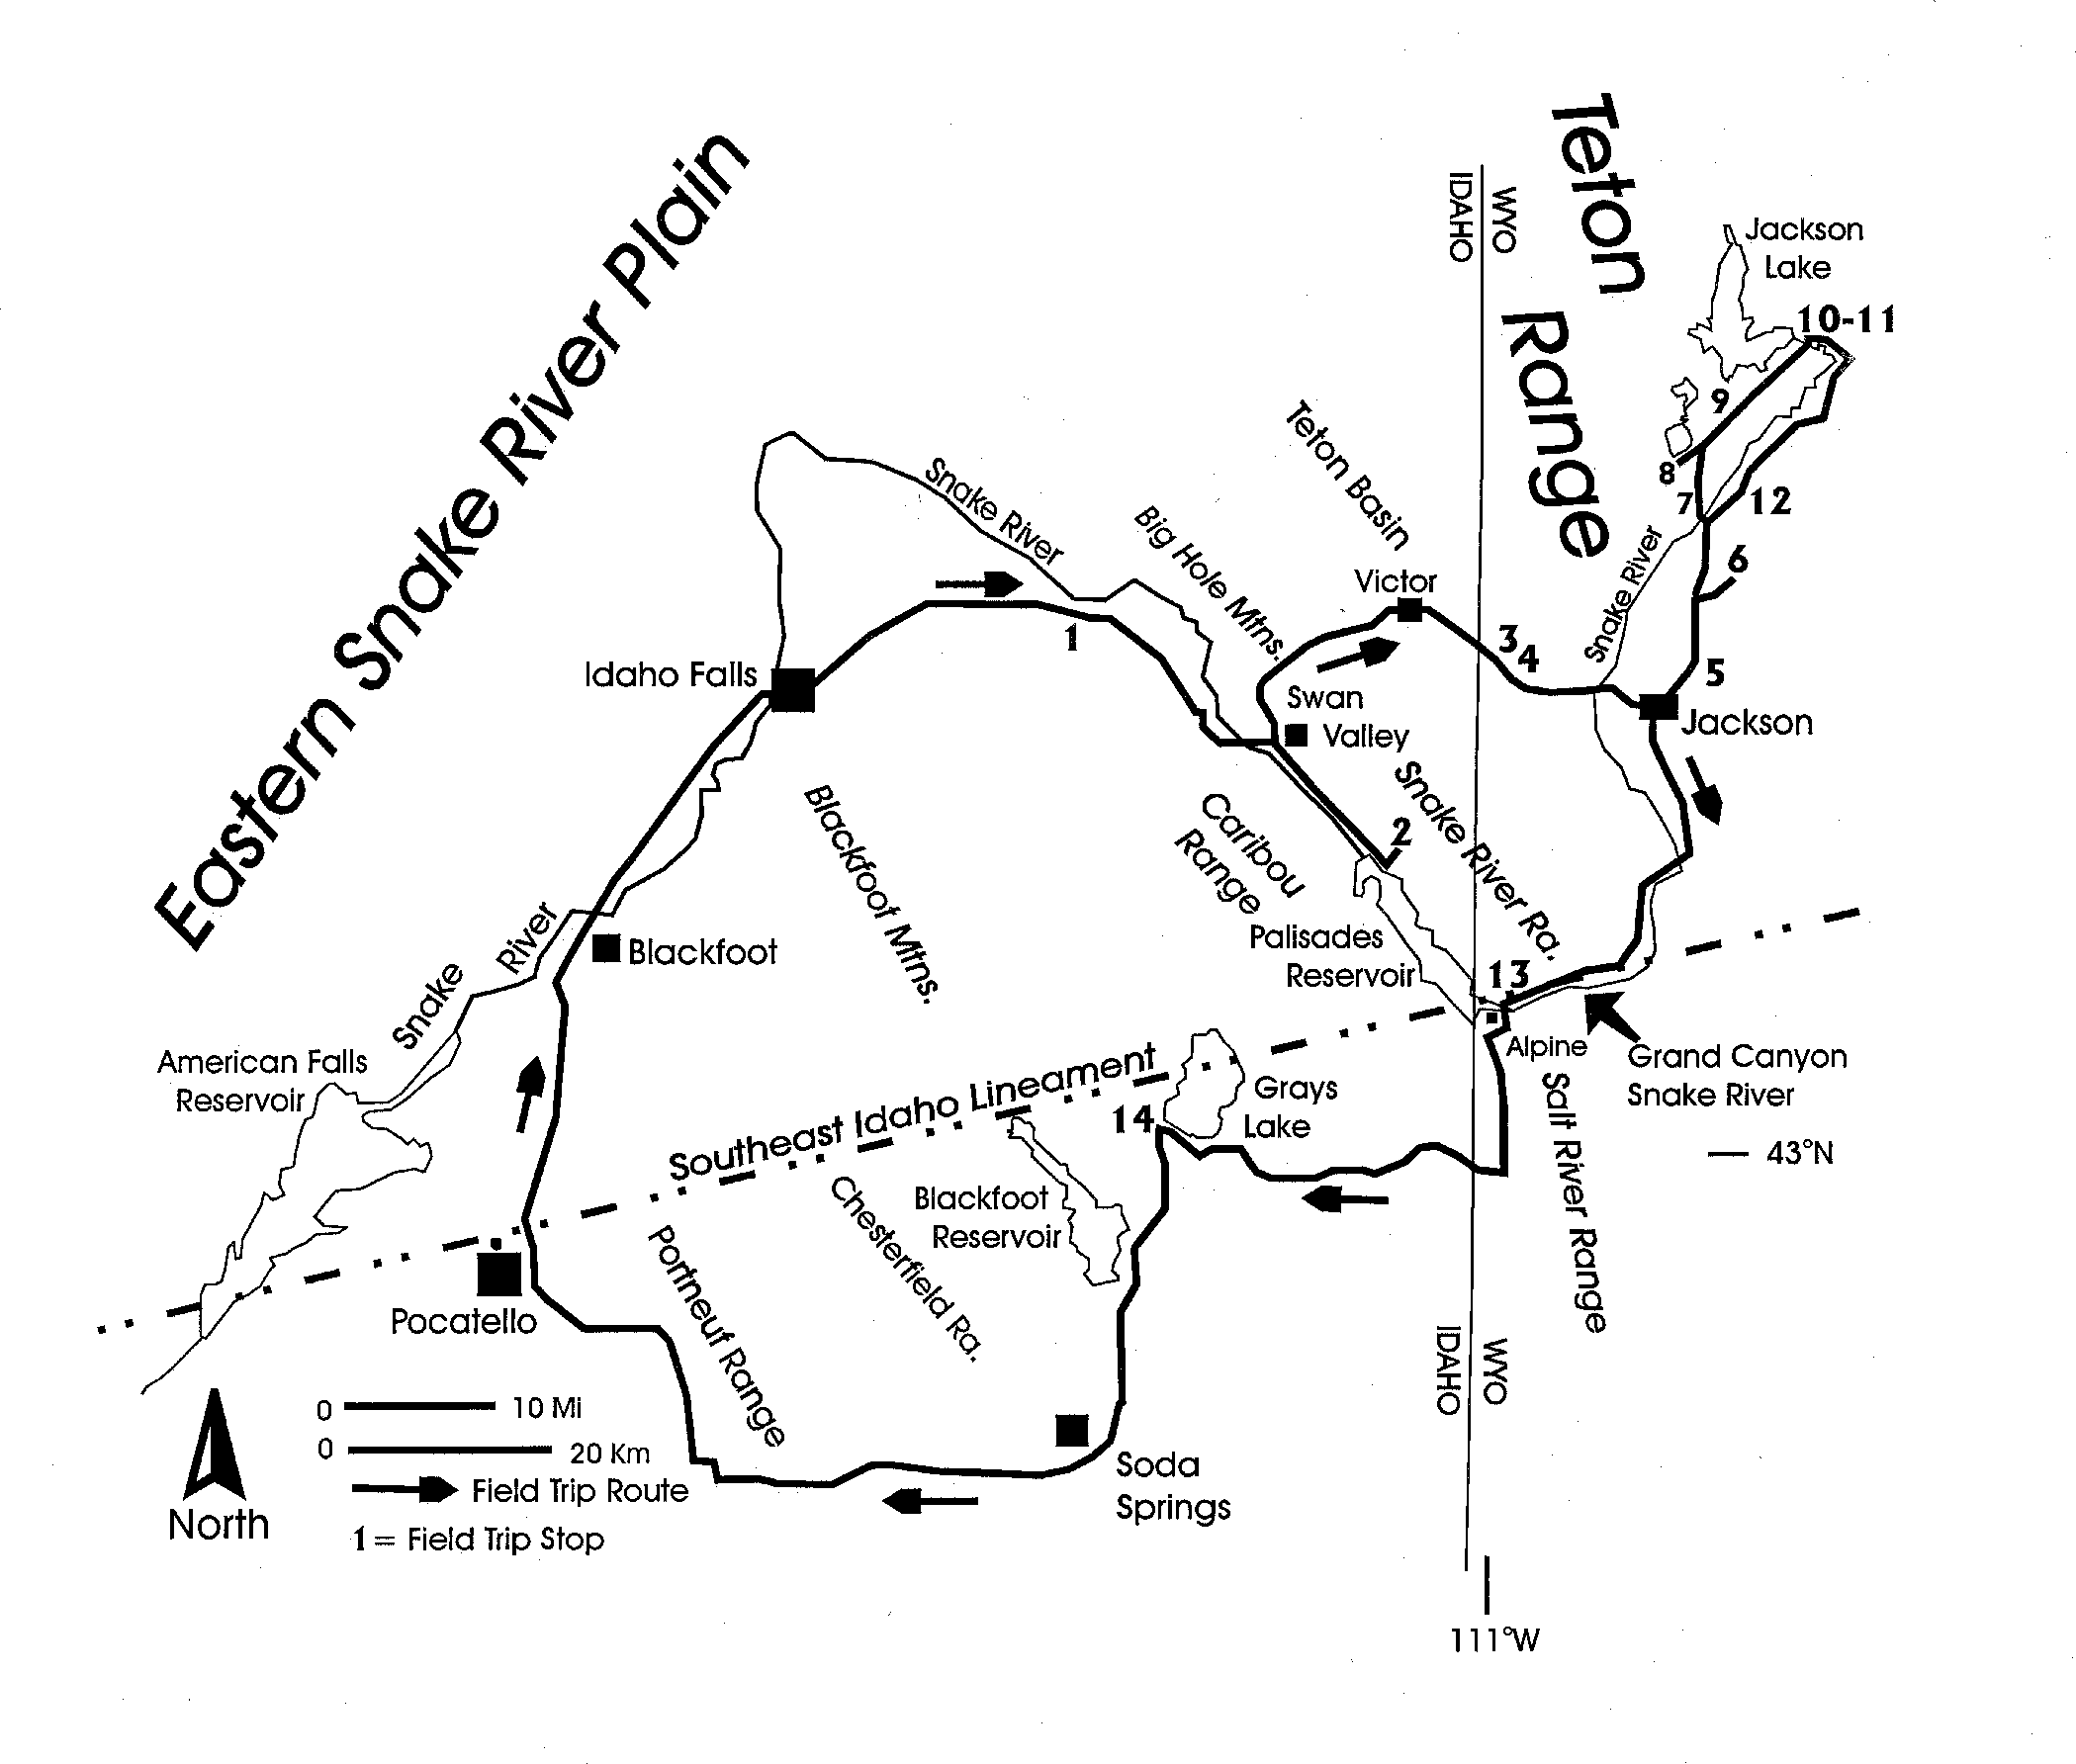 Eastern Snake River Plain
Teton
Range
WYO
IDAHO
Jackson
Lake
10-11
9
8
7
12
6
5
Jackson
Snake River
Teton Basin
Victor
3
4
Big Hole Mtns.
Snake River
1
Idaho Falls
Swan
Valley
2
Snake River Ra.
Caribou
Range
Palisades
Reservoir
Blackfoot Mtns.
Snake River
Blackfoot
American Falls
Reservoir
13
Alpine
Grand Canyon
Snake River
43°N
Salt River Range
Grays
Lake
14
Southeast Idaho Lineament
Blackfoot
Reservoir
Chesterfield Ra.
Portneuf Range
Pocatello
IDAHO
WYO
Soda
Springs
0 10 Mi
0 20 Km
Field Trip Route
1 = Field Trip Stop
North
111°W